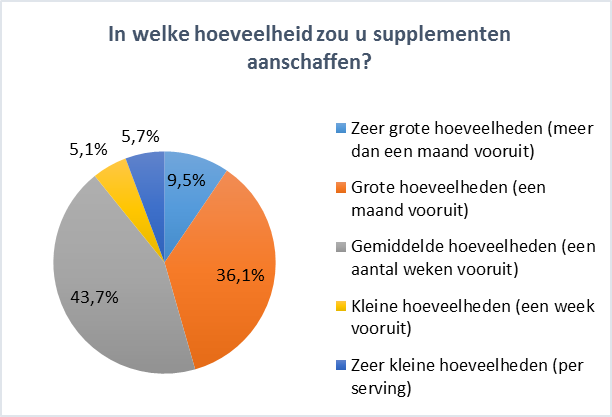 In welke hoeveelheid zou u supplementen
aanschaffen?
5,7%
5,1%
9,5%
36,1%
43,7%
Zeer grote hoeveelheden (meer
dan een maand vooruit)
Grote hoeveelheden (een
maand vooruit)
Gemiddelde hoeveelheden (een
aantal weken vooruit)
Kleine hoeveelheden (een week
vooruit)
Zeer kleine hoeveelheden (per
serving)